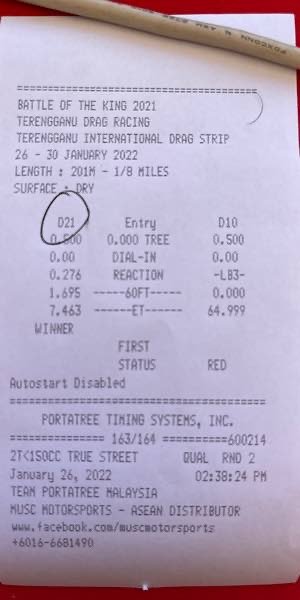 FOXCONN
==========================================
BATTLE OF THE KING 2021
TERENGGANU DRAG RACING
TERENGGANU INTERNATIONAL DRAG STRIP
26 - 30 JANUARY 2022
LENGTH : 201M - 1/8 MILES
SURFACE : DRY
D21 Entry D10
0.500 0.000 TREE 0.500
0.00 DIAL-IN 0.00
0.276 REACTION -LB3-
1.695 -----60FT------ 0.000
7.463 ------ET------ 64.999
WINNER
FIRST
STATUS RED
Autostart Disabled
==========================================
PORTATREE TIMING SYSTEMS, INC.
=============== 163/164 ==========600214
2T<150CC TRUE STREET QUAL RND 2
January 26, 2022 02:38:24 PM
TEAM PORTATREE MALAYSIA
MUSC MOTORSPORTS - ASEAN DISTRIBUTOR
www.facebook.com/muscmotorsports
+6016-6681490